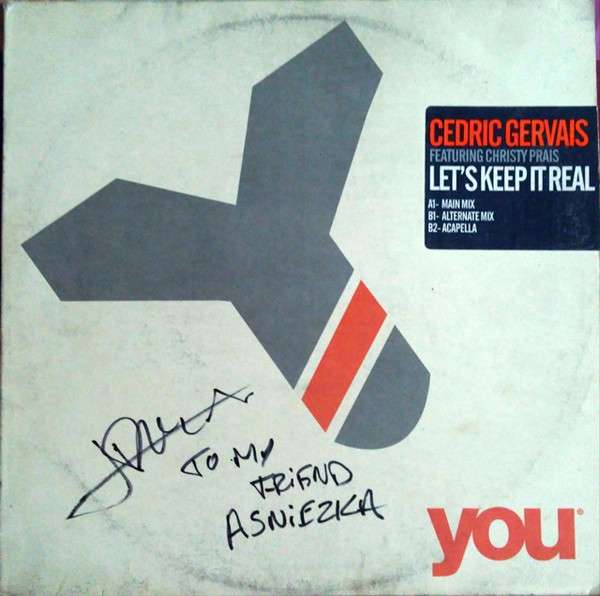 CEDRIC GERVAIS
FEATURING CHRISTY PRAIS
LET'S KEEP IT REAL
A1- MAIN MIX
B1- ALTERNATE MIX
B2- ACAPELLA
TO MY
FRIEND
ASNIEZKA
you®